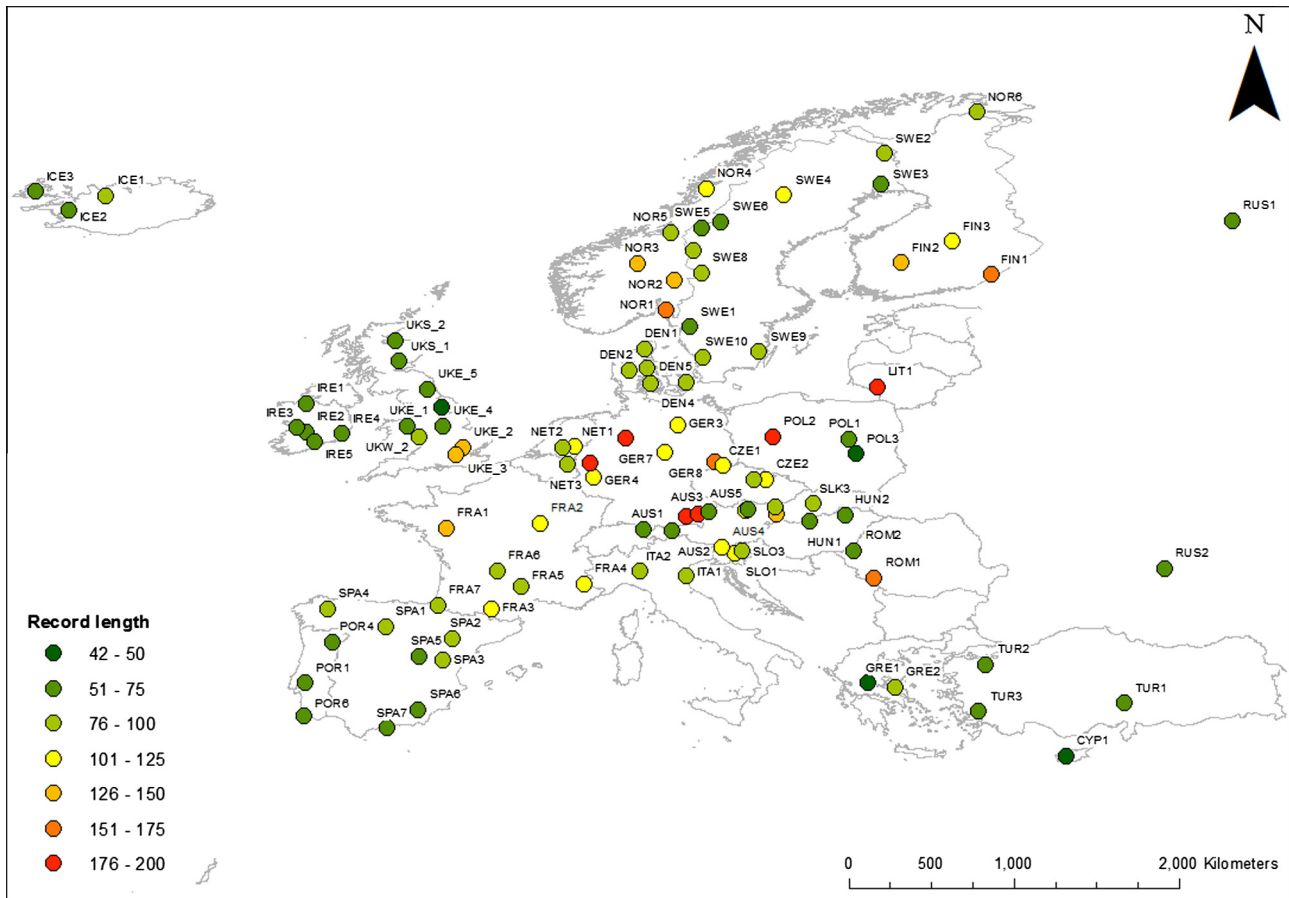 N
NOR6
SWE2
ICE3
ICE1
NOR4
SWE4
SWE3
ICE2
RUS1
NOR5
SWE5
SWE6
FIN3
NOR3
SWE8
FIN2
FIN1
NOR2
NOR1
SWE1
UKS_2
DEN1
UKS_1
DEN2
SWE10
SWE9
DEN5
LIT1
UKE_5
IRE1
DEN4
IRE3
IRE2
IRE4
UKE_1
UKE_4
GER3
POL2
POL1
UKE_2
NET2
NET1
IRE5
UKW_2
POL3
GER7
CZE1
UKE_3
CZE2
NET3
GER4
GER8
SLK3
AUS3
AUS5
HUN2
FRA1
FRA2
AUS1
AUS4
HUN1
ROM2
ITA2
AUS2
SLO3
RUS2
FRA6
FRA5
FRA4
ITA1
SLO1
ROM1
SPA4
SPA1
FRA7
FRA3
Record length
POR4
SPA5
SPA2
42 - 50
SPA3
TUR2
POR1
GRE1
GRE2
51 - 75
SPA6
TUR3
TUR1
POR6
SPA7
76 - 100
CYP1
101 - 125
126 - 150
151 - 175
176 - 200
0 500 1,000 2,000 Kilometers